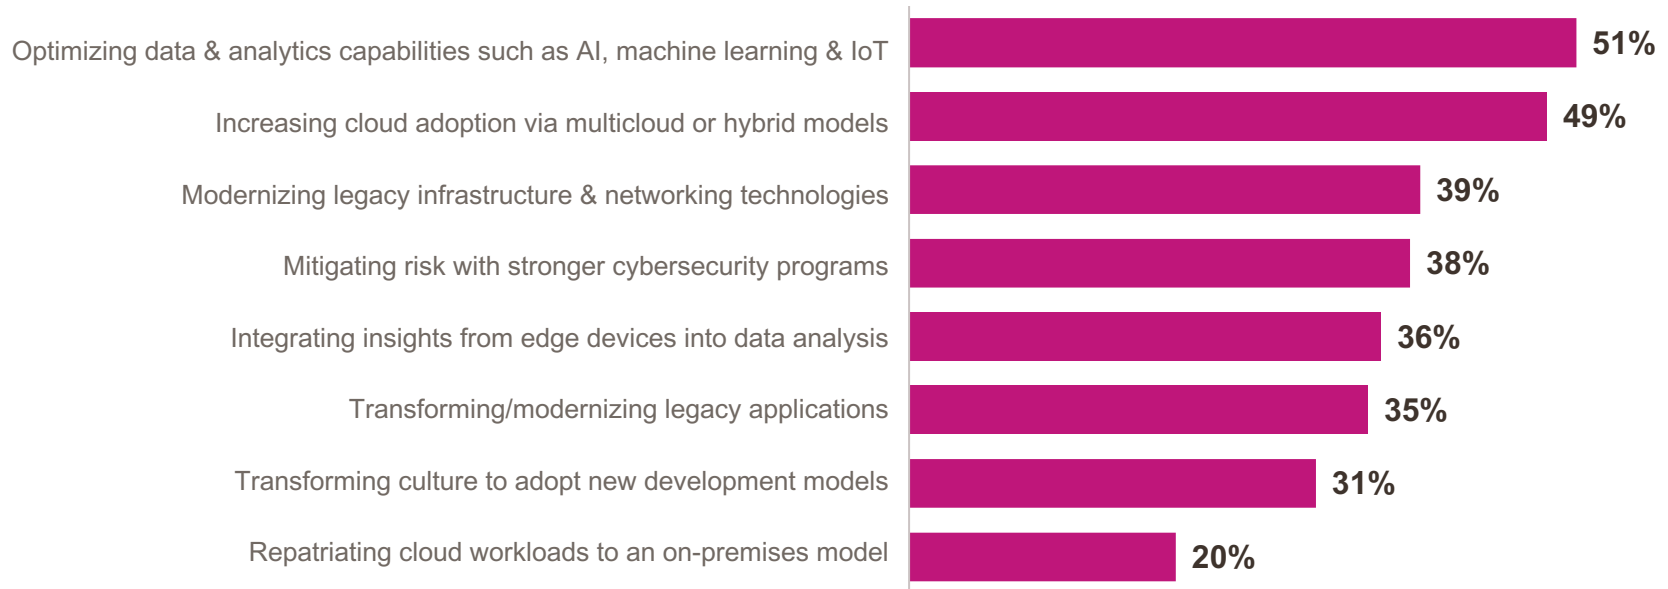 Optimizing data & analytics capabilities such as AI, machine learning & IoT 51%
Increasing cloud adoption via multicloud or hybrid models 49%
Modernizing legacy infrastructure & networking technologies 39%
Mitigating risk with stronger cybersecurity programs 38%
Integrating insights from edge devices into data analysis 36%
Transforming/modernizing legacy applications 35%
Transforming culture to adopt new development models 31%
Repatriating cloud workloads to an on-premises model 20%